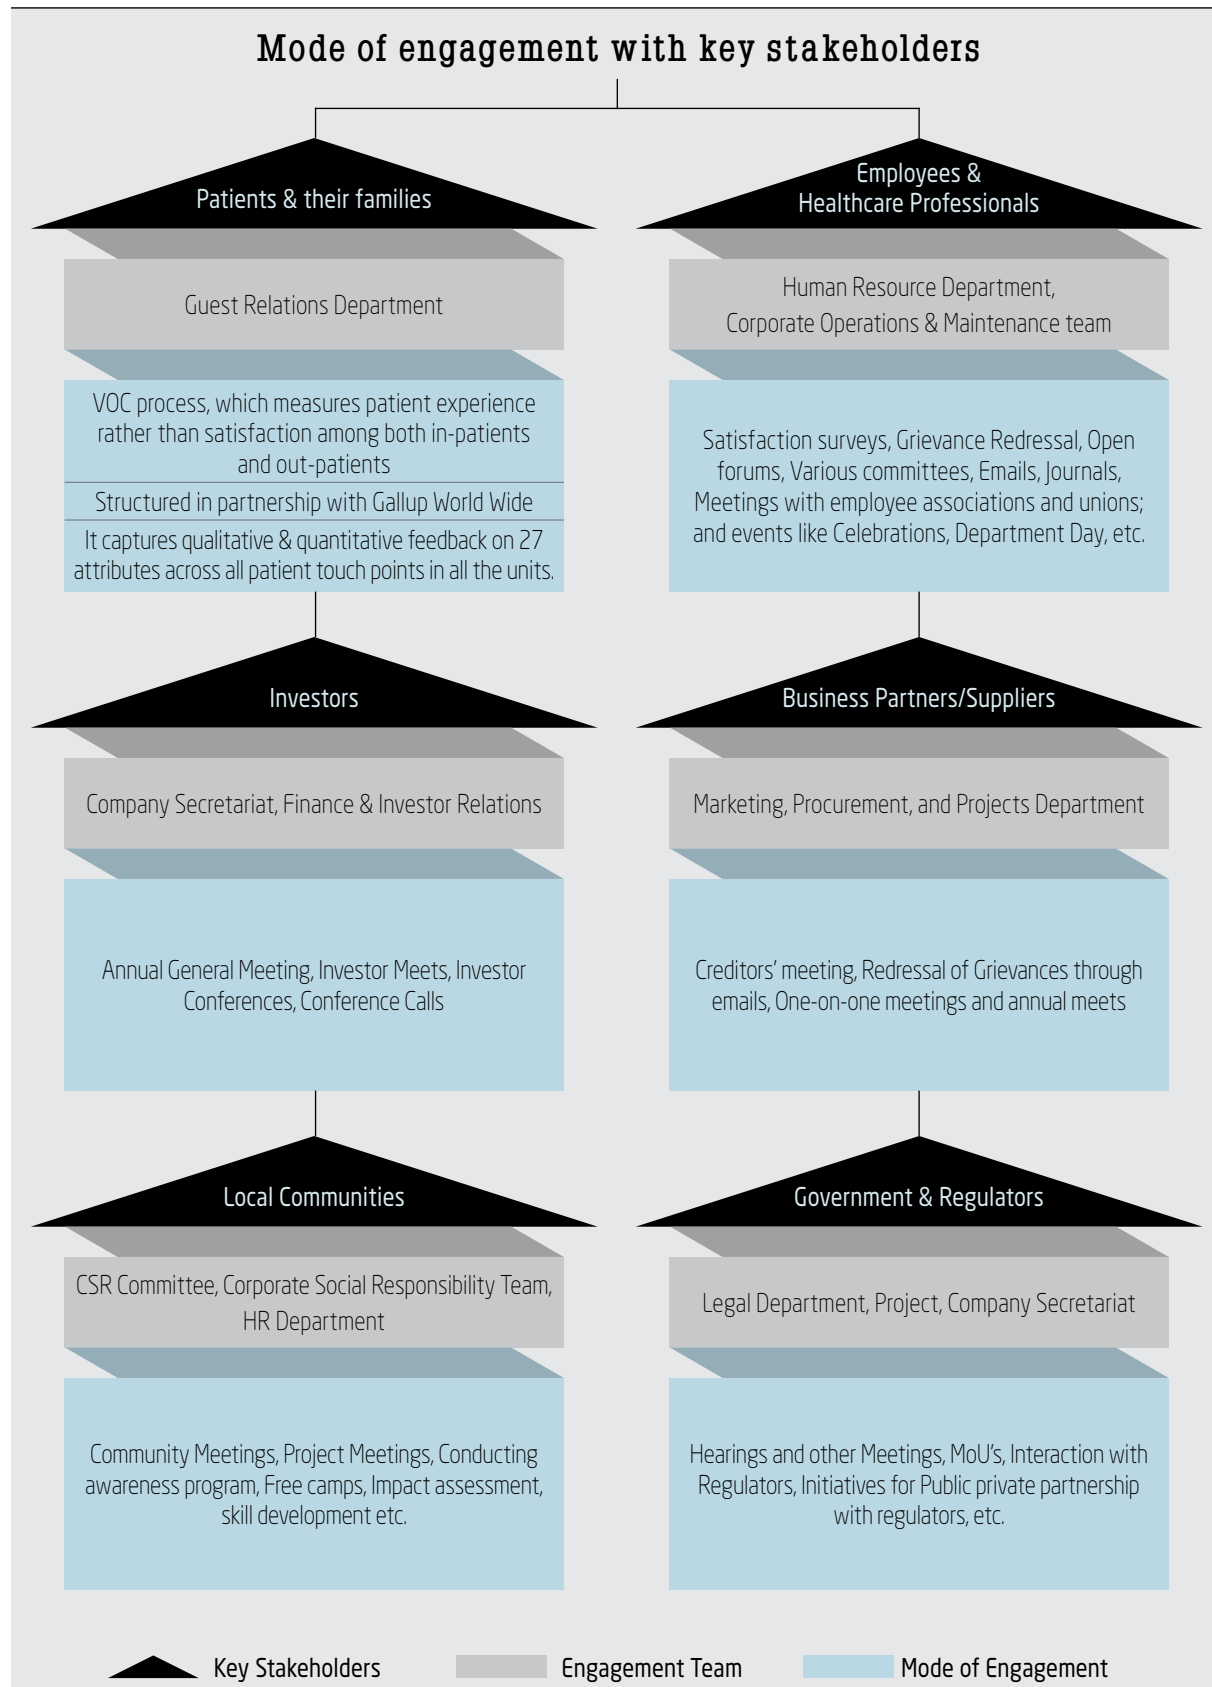 Mode of engagement with key stakeholders
Patients & their families
Guest Relations Department
VOC process, which measures patient experience
rather than satisfaction among both in-patients
and out-patients
Structured in partnership with Gallup World Wide
It captures qualitative & quantitative feedback on 27
attributes across all patient touch points in all the units.
Employees &
Healthcare Professionals
Human Resource Department,
Corporate Operations & Maintenance team
Satisfaction surveys, Grievance Redressal, Open
forums, Various committees, Emails, Journals,
Meetings with employee associations and unions;
and events like Celebrations, Department Day, etc.
Investors
Company Secretariat, Finance & Investor Relations
Annual General Meeting, Investor Meets, Investor
Conferences, Conference Calls
Business Partners/Suppliers
Marketing, Procurement, and Projects Department
Creditors' meeting, Redressal of Grievances through
emails, One-on-one meetings and annual meets
Local Communities
CSR Committee, Corporate Social Responsibility Team,
HR Department
Community Meetings, Project Meetings, Conducting
awareness program, Free camps, Impact assessment,
skill development etc.
Government & Regulators
Legal Department, Project, Company Secretariat
Hearings and other Meetings, MoU's, Interaction with
Regulators, Initiatives for Public private partnership
with regulators, etc.
Key Stakeholders
Engagement Team
Mode of Engagement